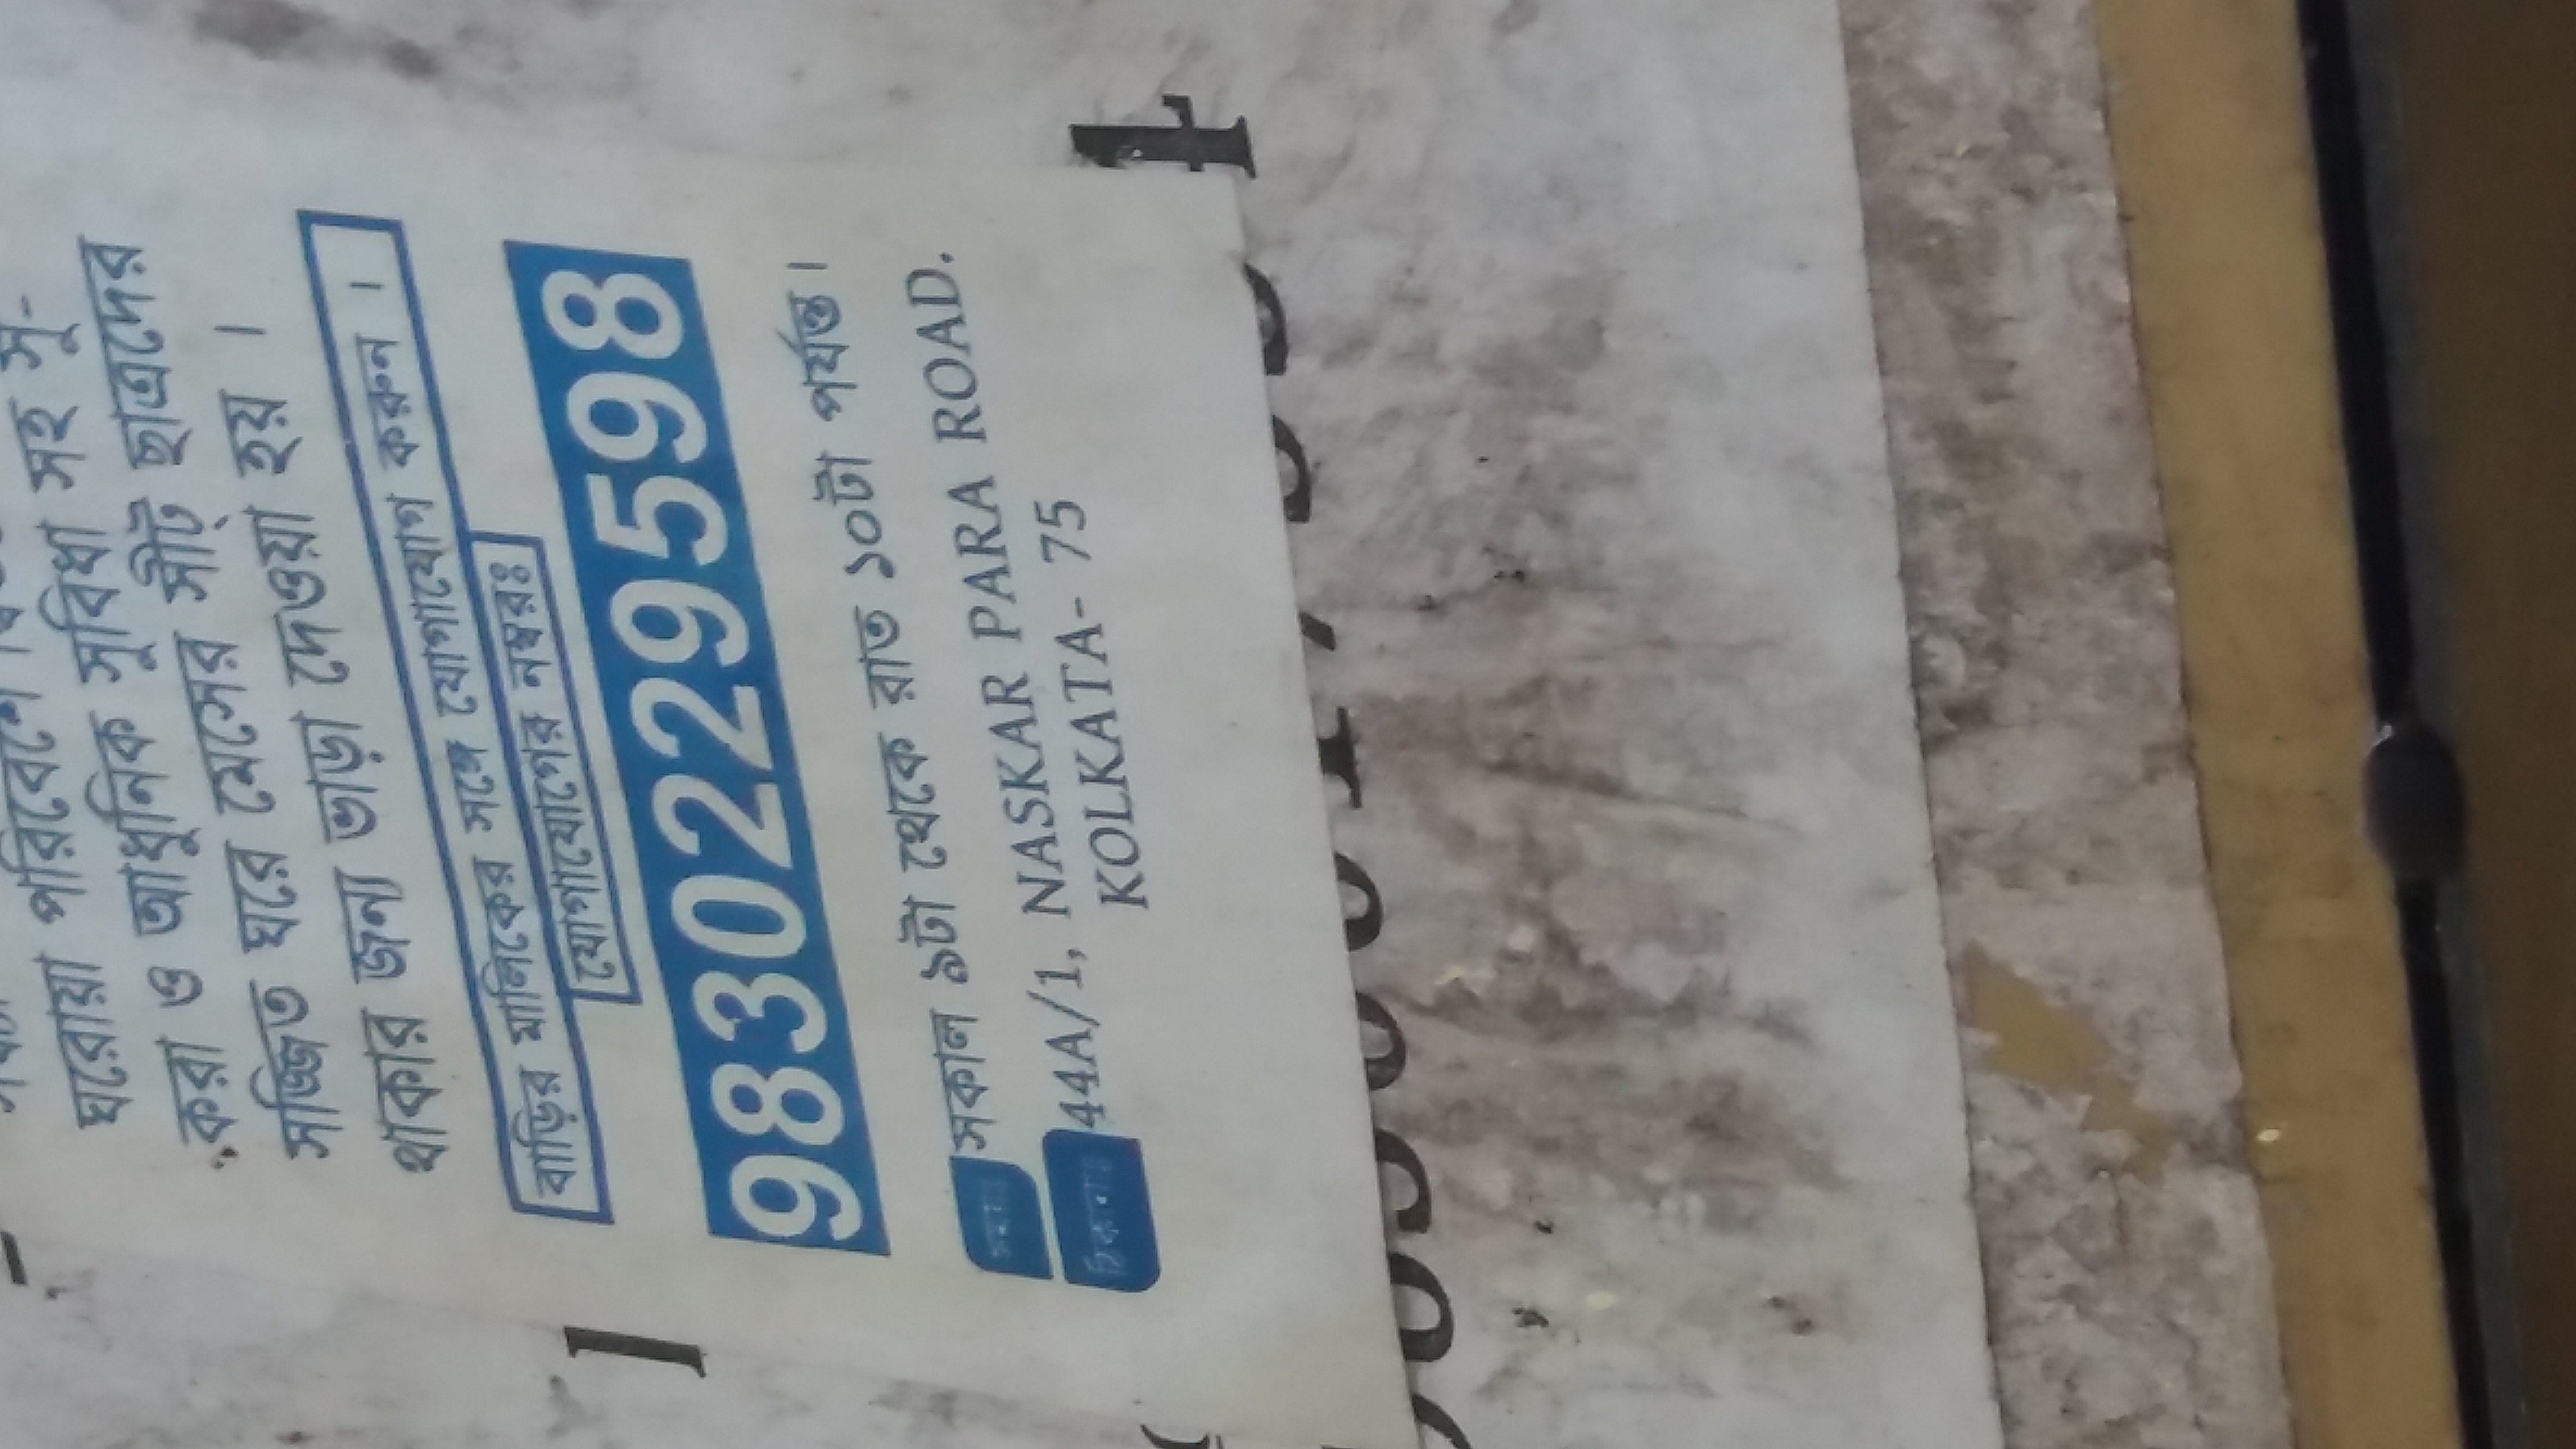 ঘরোয়া পরিবেশে
করা ও আধুনিক সুবিধা সহ সু-
সজ্জিত ঘরে মেসের সীট্ ছাত্রদের
থাকার জন্য ভাড়া দেওয়া হয় ।
বাড়ির মালিকের সঙ্গে যোগাযোগ করুন ।
যোগাযোগের নম্বরঃ
9830229598
সকাল ৯টা থেকে রাত ১০টা পর্যন্ত।
ঠিকানাঃ 44A/1, NASKAR PARA ROAD.
KOLKATA- 75